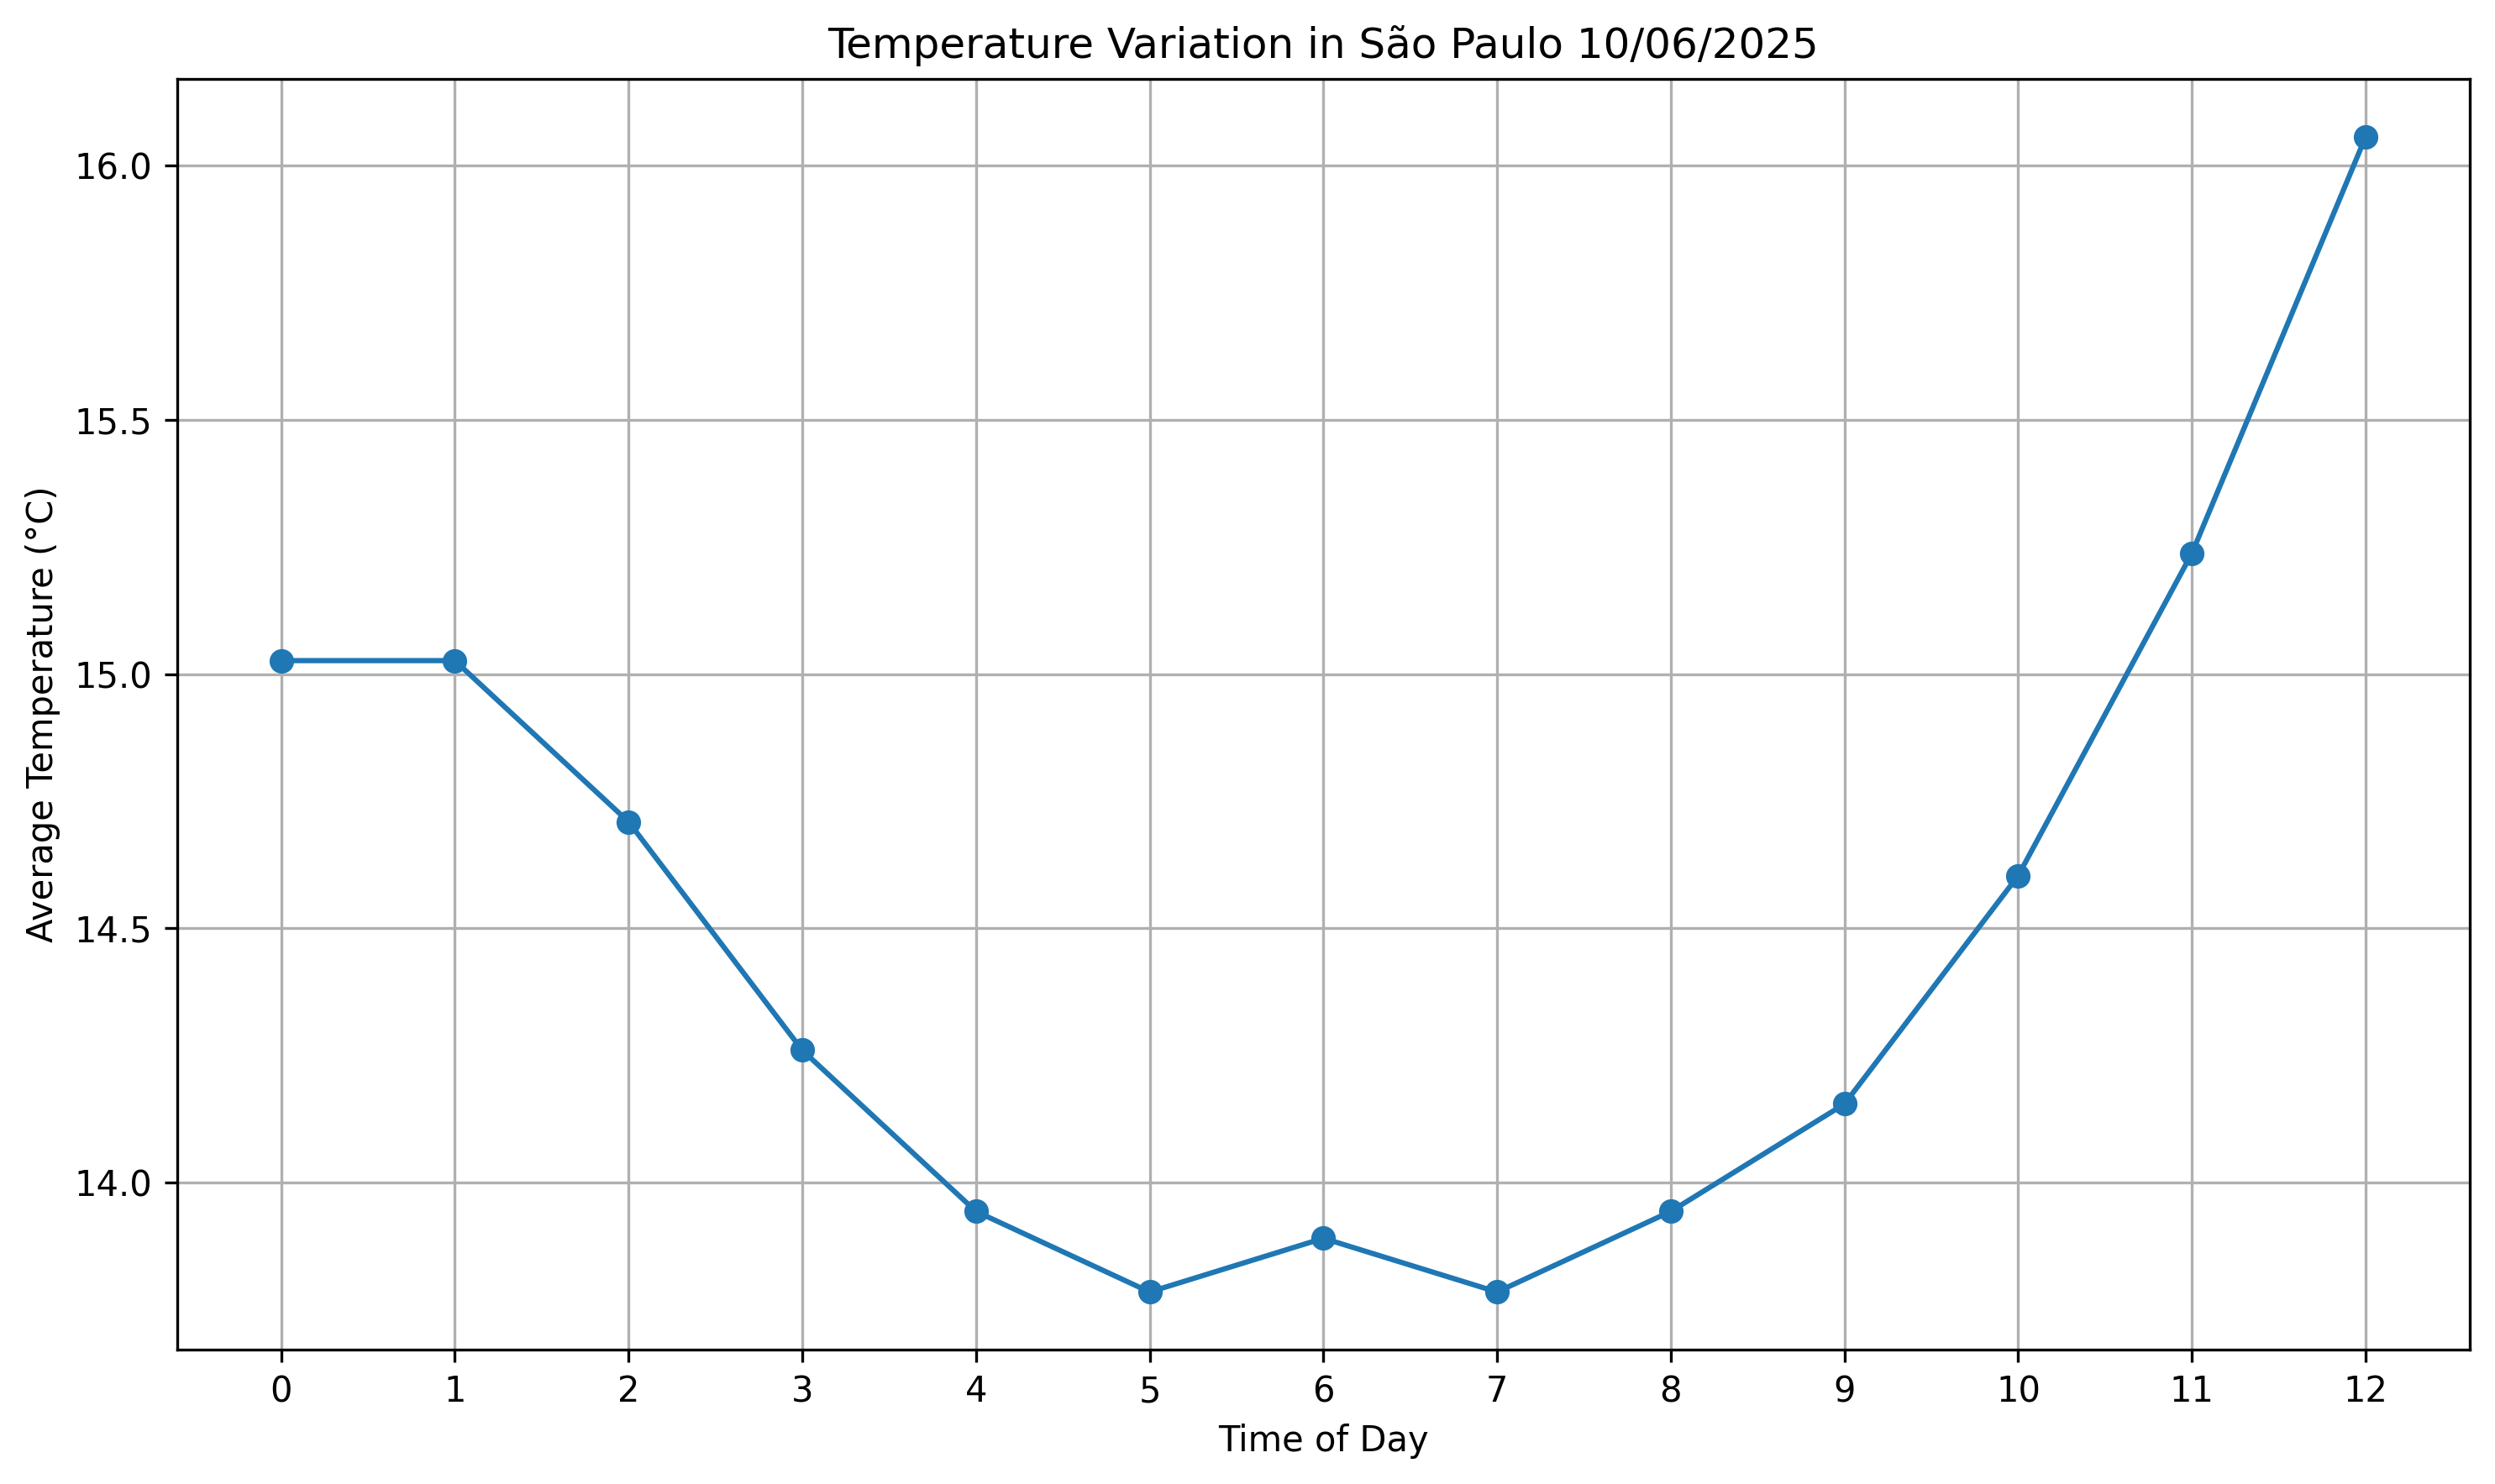 Temperature Variation in São Paulo 10/06/2025
Average Temperature (°C)
16.0
15.5
15.0
14.5
14.0
0 1 2 3 4 5 6 7 8 9 10 11 12
Time of Day